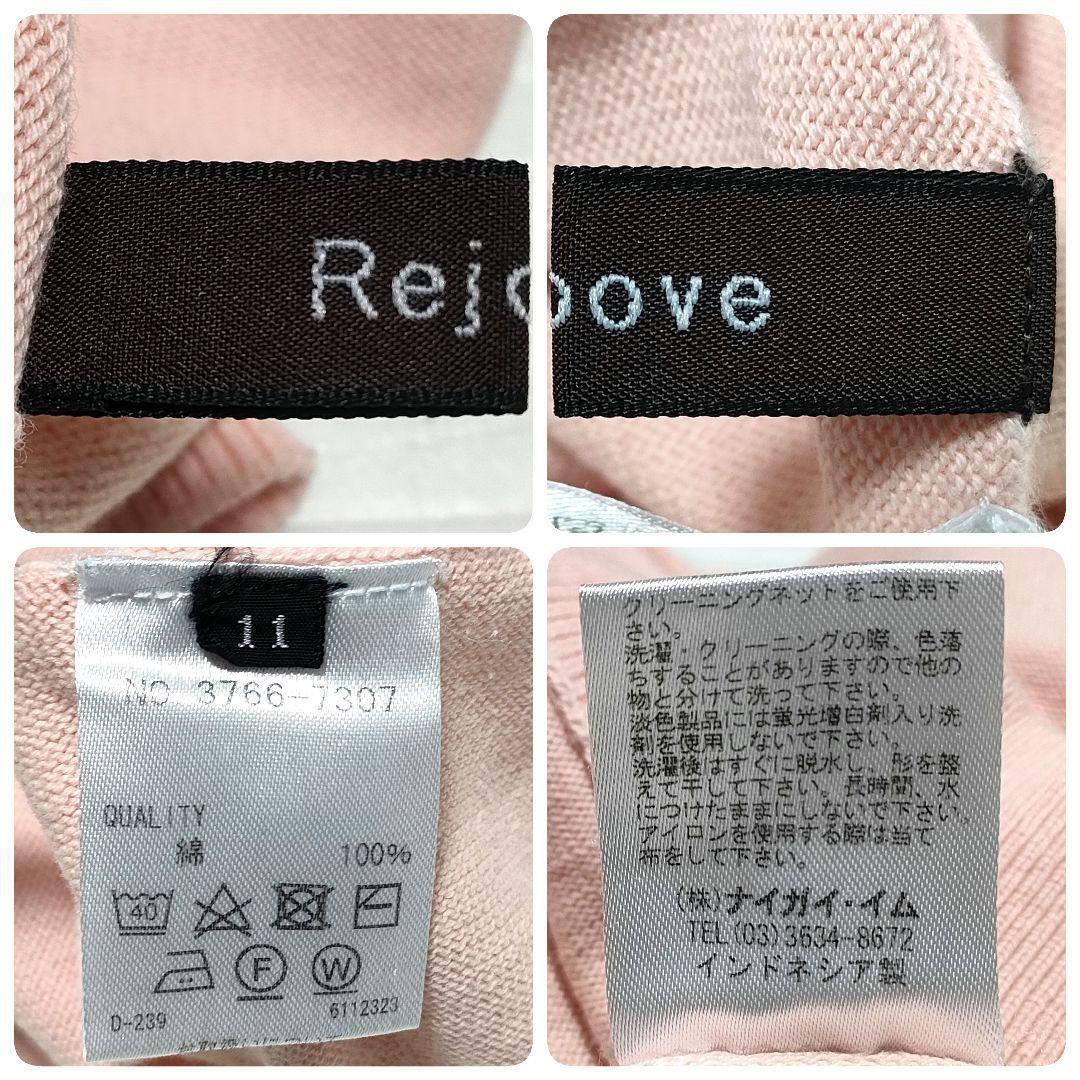 Rejo
oove
11
NO 3766-7307
QUALITY
綿 100%
40
F W
D-239 6112323
クリーニングネットをご使用下
さい。
洗濯、クリーニングの際、色落
ちすることがありますので他の
物と分けて洗って下さい。
淡色製品には蛍光増白剤入り洗
剤を使用しないで下さい。
洗濯後はすぐに脱水し、形を整
えて干して下さい。長時間、水
につけたままにしないで下さい。
アイロンを使用する際は当て
布をして下さい。
(株)ナイガイ・イム
TEL(03)3634-8672
インドネシア製